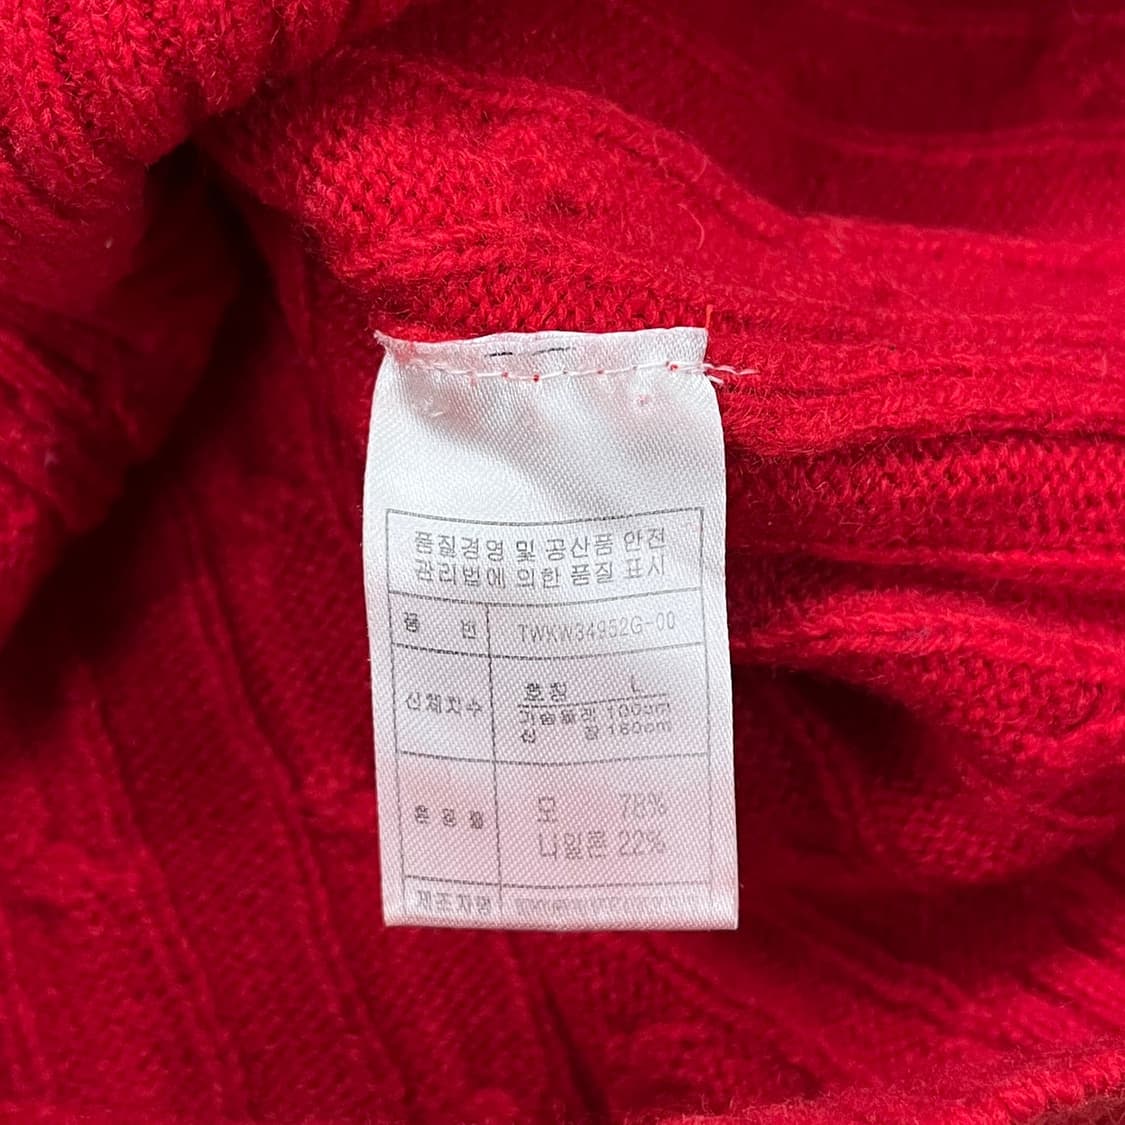 품질경영 및 공산품 안전
관리법에 의한 품질 표시
품 번 TWKW34952G-00
신체치수 호칭 L
가슴둘레 100cm
신 장 160cm
혼 용 율 모 78%
나일론 22%
제조자명